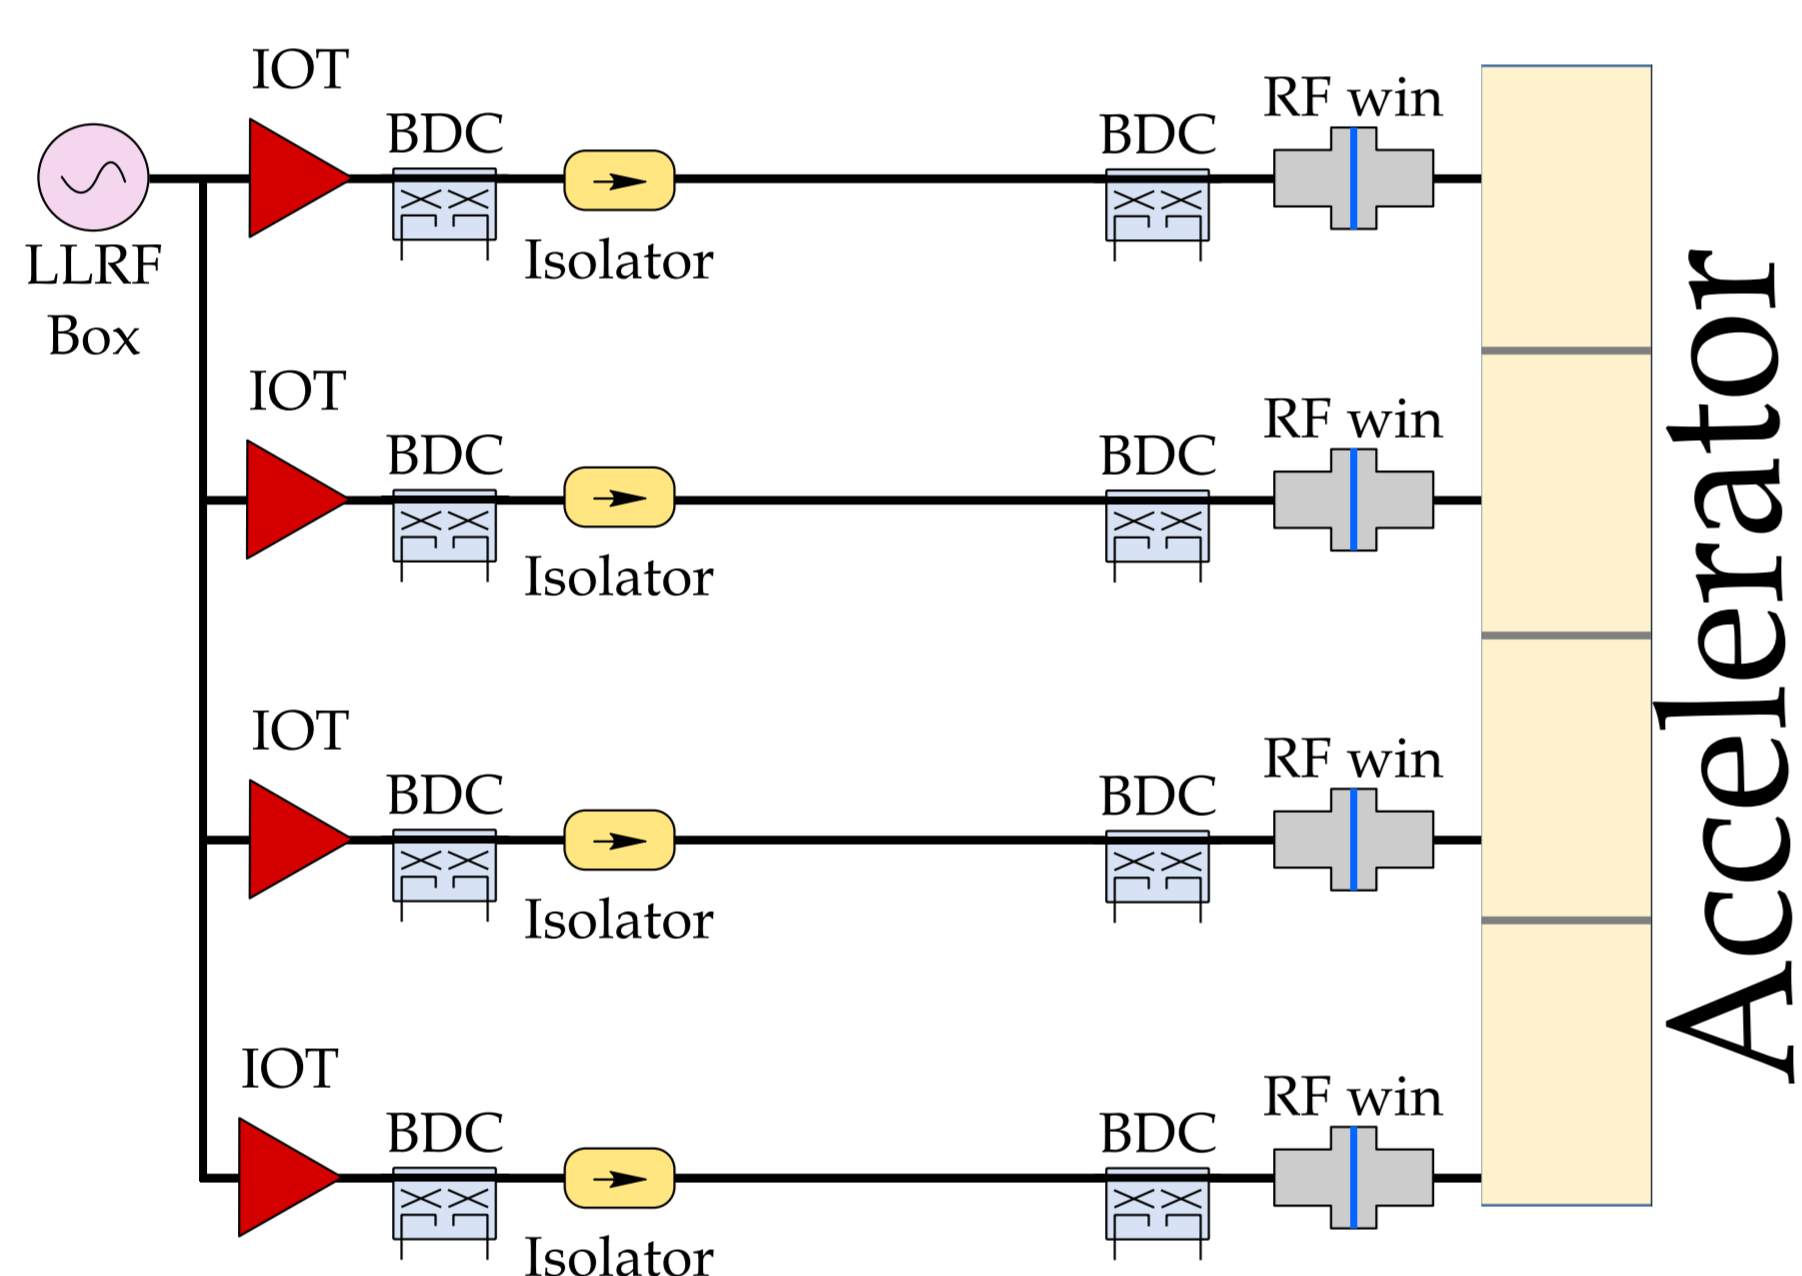 IOT
BDC
BDC
RF win
LLRF
Box
Isolator
IOT
BDC
BDC
RF win
Isolator
IOT
BDC
BDC
RF win
Isolator
IOT
BDC
BDC
RF win
Isolator
Accelerator